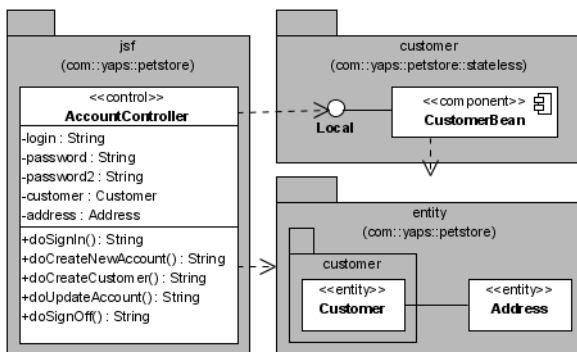 jsf
(com::yaps::petstore)
<<control>>
AccountController
-login : String
-password : String
-password2 : String
-customer : Customer
-address : Address
+doSignIn() : String
+doCreateNewAccount() : String
+doCreateCustomer() : String
+doUpdateAccount() : String
+doSignOff() : String
customer
(com::yaps::petstore::stateless)
Local
<<component>>
CustomerBean
entity
(com::yaps::petstore)
customer
<<entity>>
Customer
<<entity>>
Address